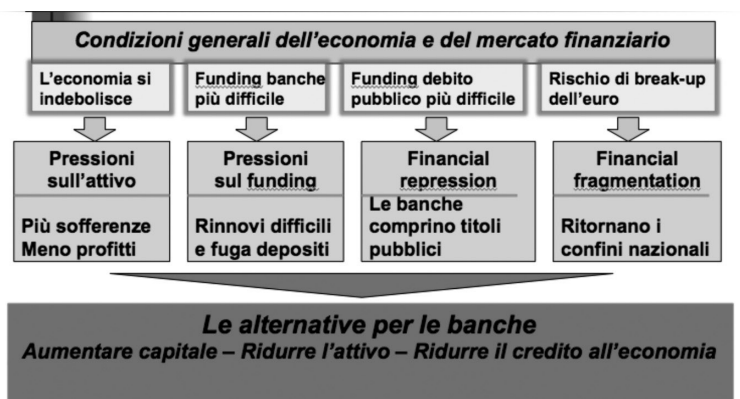 Condizioni generali dell'economia e del mercato finanziario
L'economia si
indebolisce
Funding banche
più difficile
Funding debito
pubblico più difficile
Rischio di break-up
dell'euro
Pressioni
sull'attivo
Più sofferenze
Meno profitti
Pressioni
sul funding
Rinnovi difficili
e fuga depositi
Financial
repression
Le banche
comprino titoli
pubblici
Financial
fragmentation
Ritornano i
confini nazionali
Le alternative per le banche
Aumentare capitale – Ridurre l'attivo – Ridurre il credito all'economia